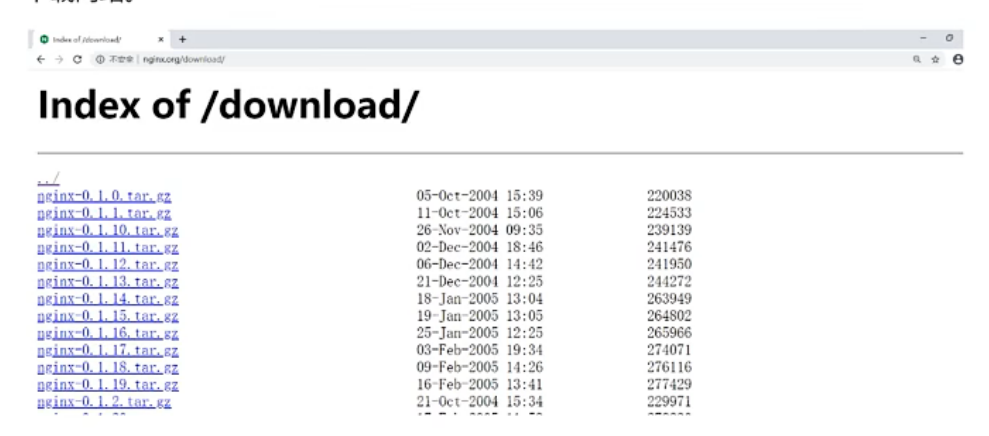 Index of /download/
不安全 | nginx.org/download/
Index of /download/
../
nginx-0.1.0.tar.gz 05-Oct-2004 15:39 220038
nginx-0.1.1.tar.gz 11-Oct-2004 15:06 224533
nginx-0.1.10.tar.gz 26-Nov-2004 09:35 239139
nginx-0.1.11.tar.gz 02-Dec-2004 18:46 241476
nginx-0.1.12.tar.gz 06-Dec-2004 14:42 241950
nginx-0.1.13.tar.gz 21-Dec-2004 12:25 244272
nginx-0.1.14.tar.gz 18-Jan-2005 13:04 263949
nginx-0.1.15.tar.gz 19-Jan-2005 13:05 264802
nginx-0.1.16.tar.gz 25-Jan-2005 12:25 265966
nginx-0.1.17.tar.gz 03-Feb-2005 19:34 274071
nginx-0.1.18.tar.gz 09-Feb-2005 14:26 276116
nginx-0.1.19.tar.gz 16-Feb-2005 13:41 277429
nginx-0.1.2.tar.gz 21-Oct-2004 15:34 229971